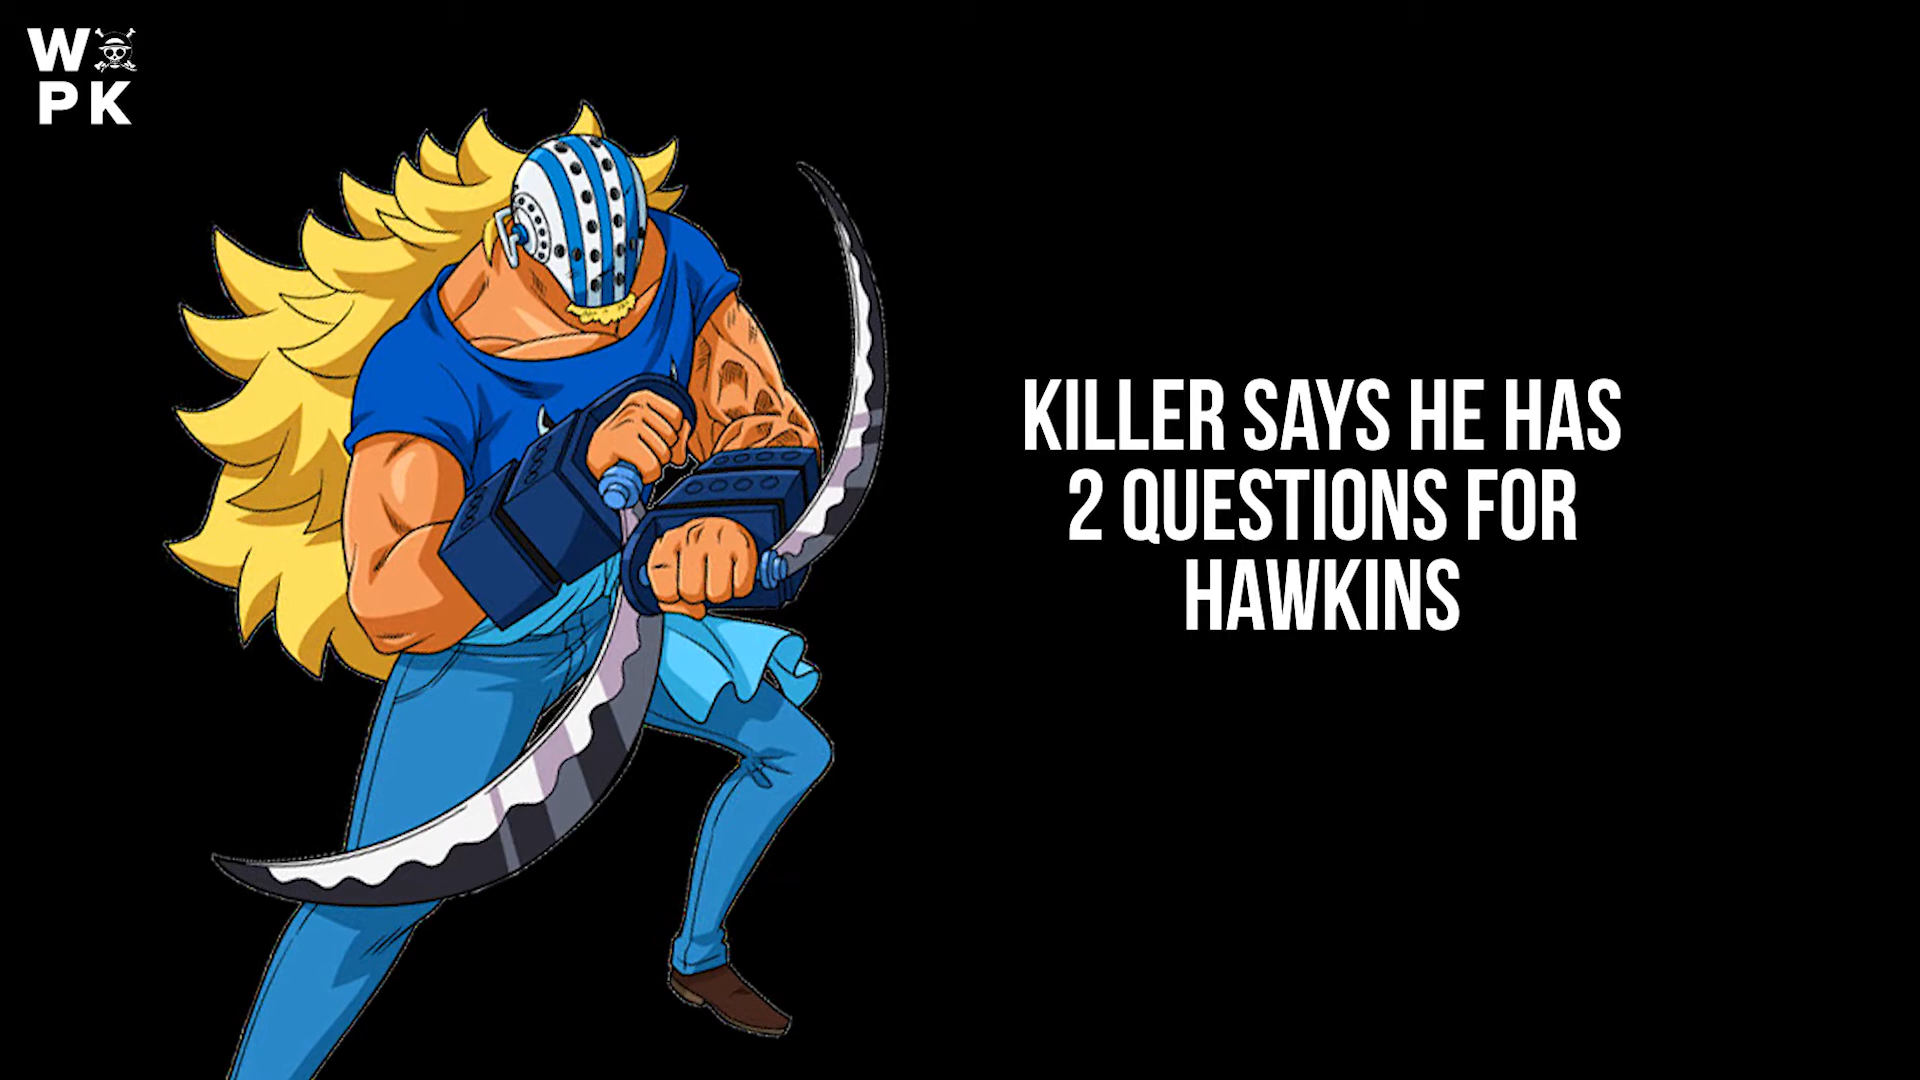 W
PK
KILLER SAYS HE HAS
2 QUESTIONS FOR
HAWKINS